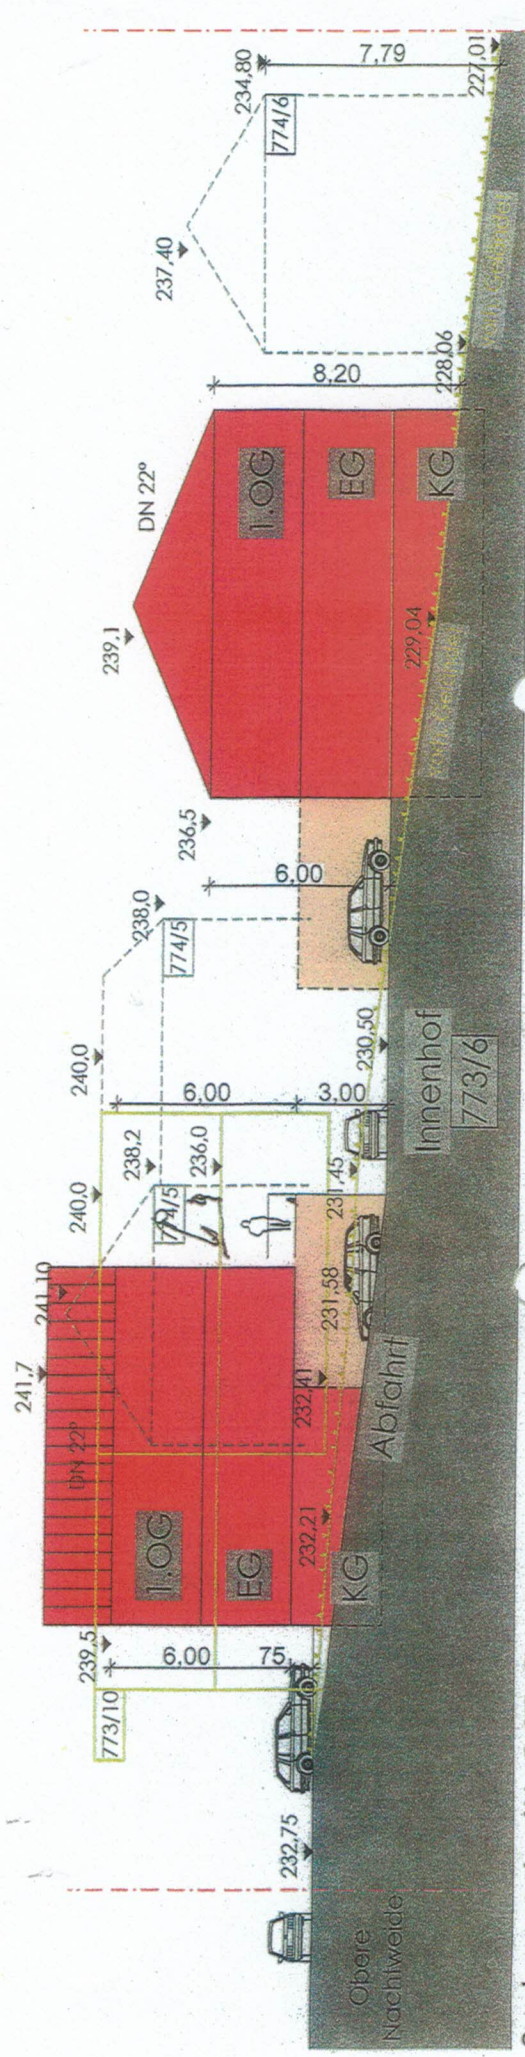 Obere
Nachtweide
232,75
773/10
239,5
6,00
75
241,7
241,10
DN 22°
1.OG
EG
KG
232,21
232,41
231,58
Abfahrt
240,0
238,2
236,0
774/5
231,45
6,00
3.00
240,0
238,0
774/5
230,50
Innenhof
773/6
6,00
236,5
239,1
DN 22°
1.OG
EG
KG
229,04
8,20
228,06
237,40
234,80
774/6
7,79
227,01